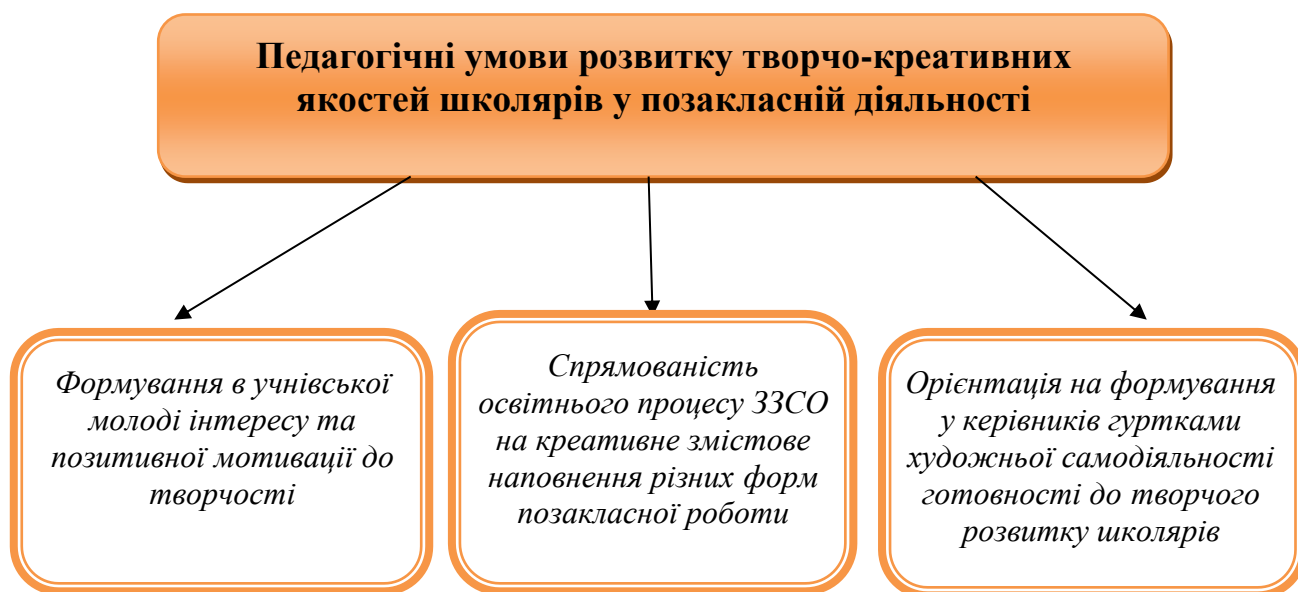 Педагогічні умови розвитку творчо-креативних
якостей школярів у позакласній діяльності
Формування в учнівської
молоді інтересу та
позитивної мотивації до
творчості
Спрямованість
освітнього процесу ЗЗСО
на креативне змістове
наповнення різних форм
позакласної роботи
Орієнтація на формування
у керівників гуртками
художньої самодіяльності
готовності до творчого
розвитку школярів